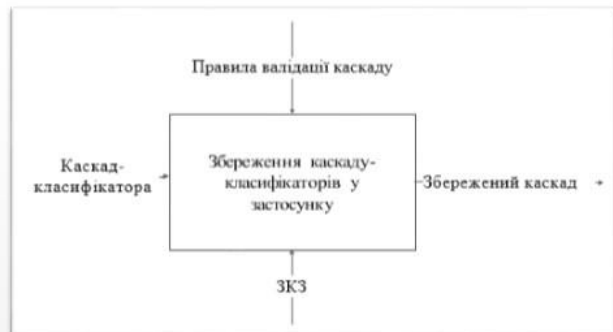 Правила валідації каскаду
Каскад-
класифікатора
Збереження каскаду-
класифікаторів у
застосунку
Збережений каскад
ЗКЗ